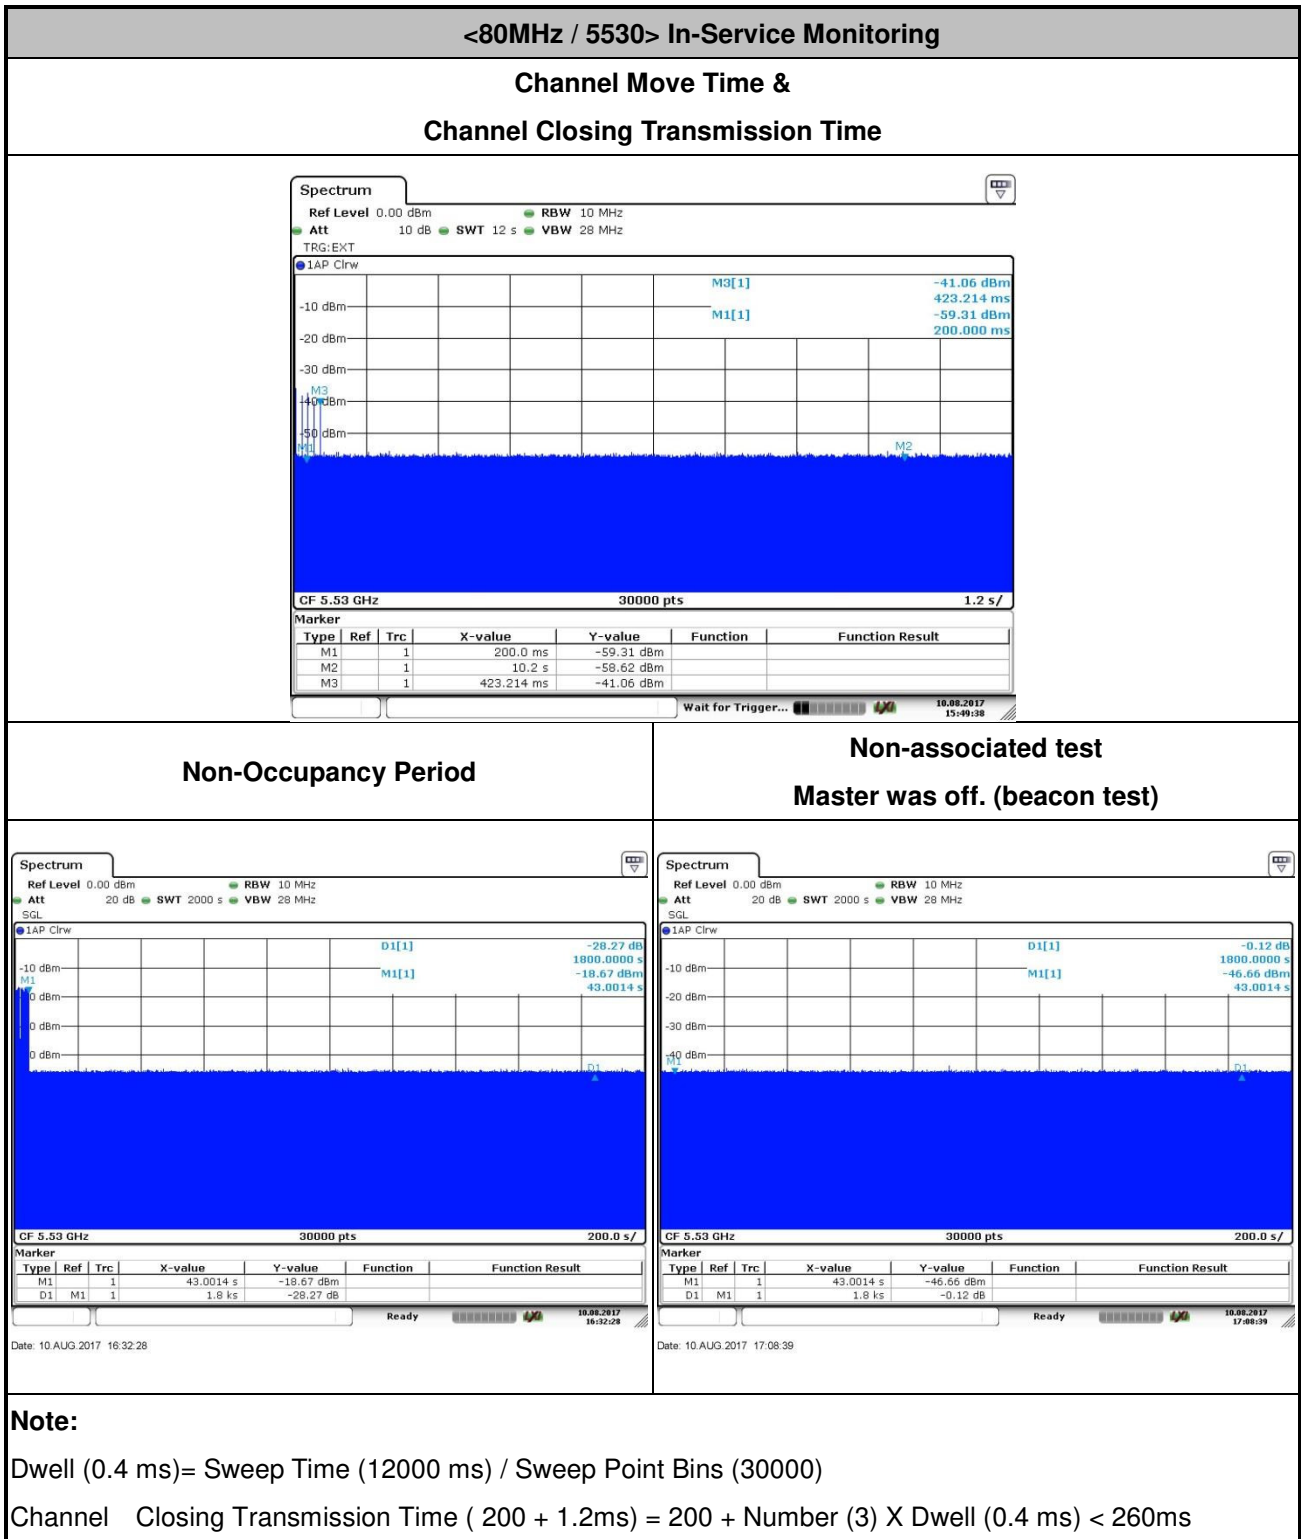 <80MHz / 5530> In-Service Monitoring
Channel Move Time &
Channel Closing Transmission Time
Spectrum
Ref Level 0.00 dBm RBW 10 MHz
Att 10 dB SWT 12 s VBW 28 MHz
TRG:EXT
1AP Clrw
M3[1] -41.06 dBm
423.214 ms
-10 dBm
M1[1] -59.31 dBm
200.000 ms
-20 dBm
-30 dBm
M3
-40 dBm
-50 dBm
M1 M2
CF 5.53 GHz 30000 pts 1.2 s/
Marker
Type Ref Trc X-value Y-value Function Function Result
M1 1 200.0 ms -59.31 dBm
M2 1 10.2 s -58.62 dBm
M3 1 423.214 ms -41.06 dBm
Wait for Trigger... LXI 10.08.2017
15:49:38
Non-Occupancy Period
Non-associated test
Master was off. (beacon test)
Spectrum
Ref Level 0.00 dBm RBW 10 MHz
Att 20 dB SWT 2000 s VBW 28 MHz
SGL
1AP Clrw
D1[1] -28.27 dB
1800.0000 s
-10 dBm
M1[1] -18.67 dBm
43.0014 s
M1
0 dBm
0 dBm
0 dBm
D1
CF 5.53 GHz 30000 pts 200.0 s/
Marker
Type Ref Trc X-value Y-value Function Function Result
M1 1 43.0014 s -18.67 dBm
D1 M1 1 1.8 ks -28.27 dB
Ready LXI 10.08.2017
16:32:28
Date: 10.AUG.2017 16:32:28
Spectrum
Ref Level 0.00 dBm RBW 10 MHz
Att 20 dB SWT 2000 s VBW 28 MHz
SGL
1AP Clrw
D1[1] -0.12 dB
1800.0000 s
-10 dBm
M1[1] -46.66 dBm
43.0014 s
-20 dBm
-30 dBm
-40 dBm
M1 D1
CF 5.53 GHz 30000 pts 200.0 s/
Marker
Type Ref Trc X-value Y-value Function Function Result
M1 1 43.0014 s -46.66 dBm
D1 M1 1 1.8 ks -0.12 dB
Ready LXI 10.08.2017
17:08:39
Date: 10.AUG.2017 17:08:39
Note:
Dwell (0.4 ms)= Sweep Time (12000 ms) / Sweep Point Bins (30000)
Channel Closing Transmission Time ( 200 + 1.2ms) = 200 + Number (3) X Dwell (0.4 ms) < 260ms